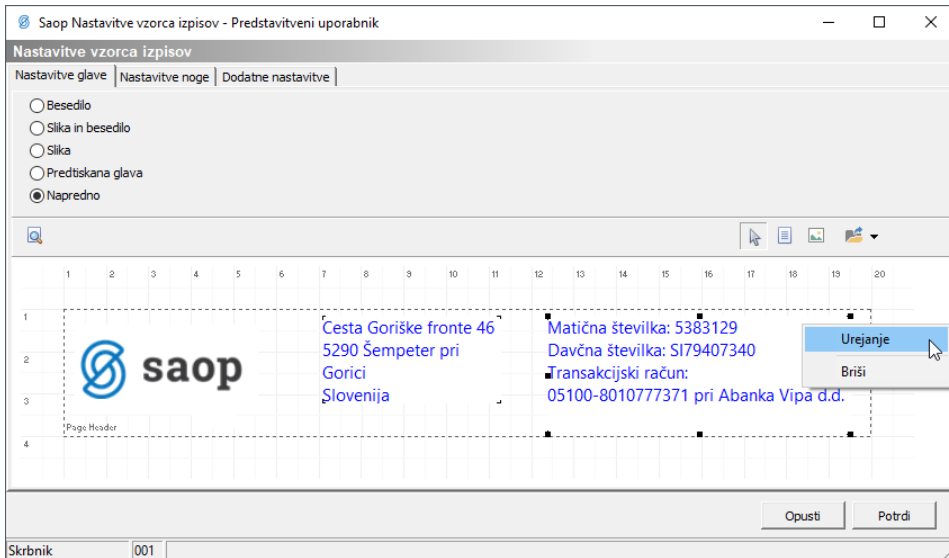 Saop Nastavitve vzorca izpisov - Predstavitveni uporabnik
Nastavitve vzorca izpisov
Nastavitve glave Nastavitve noge Dodatne nastavitve
Besedilo
Slika in besedilo
Slika
Predtiskana glava
Napredno
1 2 3 4 5 6 7 8 9 10 11 12 13 14 15 16 17 18 19 20
1
2
3
4
saop
Cesta Goriške fronte 46
5290 Šempeter pri
Gorici
Slovenija
Matična številka: 5383129
Davčna številka: SI79407340
Transakcijski račun:
05100-8010777371 pri Abanka Vipa d.d.
Urejanje
Briši
Page Header
Opusti Potrdi
Skrbnik 001